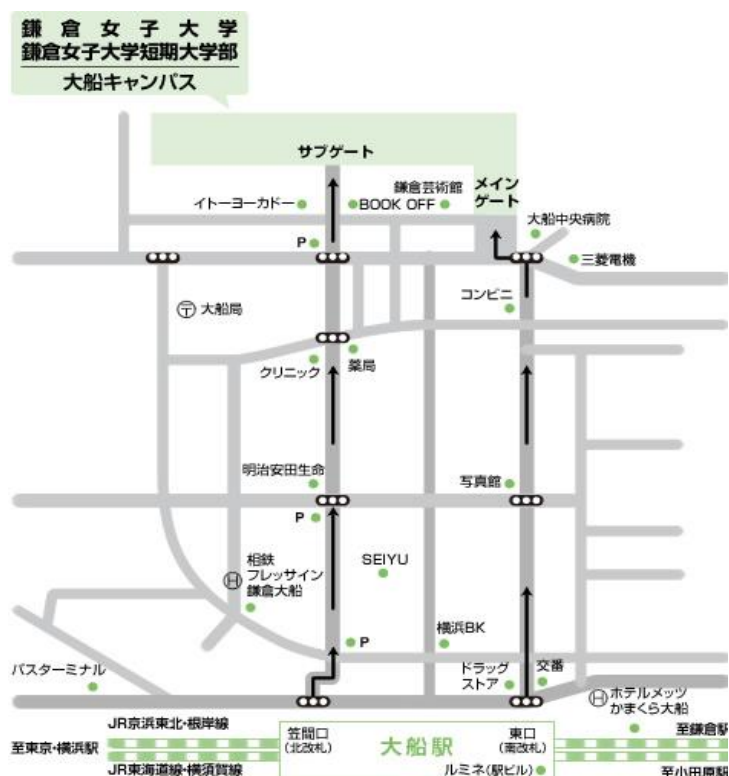 鎌倉女子大学
鎌倉女子大学短期大学部
大船キャンパス
サブゲート
メイン
ゲート
鎌倉芸術館
イトーヨーカドー
BOOK OFF
大船中央病院
P
三菱電機
コンビニ
〒 大船局
クリニック
薬局
明治安田生命
写真館
P
相鉄
フレッサイン
鎌倉大船
H
SEIYU
P
横浜BK
バスターミナル
ドラッグ
ストア
交番
H ホテルメッツ
かまくら大船
JR京浜東北・根岸線
笠間口
(北改札)
大船駅
東口
(南改札)
至鎌倉駅
至東京・横浜駅
JR東海道線・横須賀線
ルミネ(駅ビル)
至小田原駅